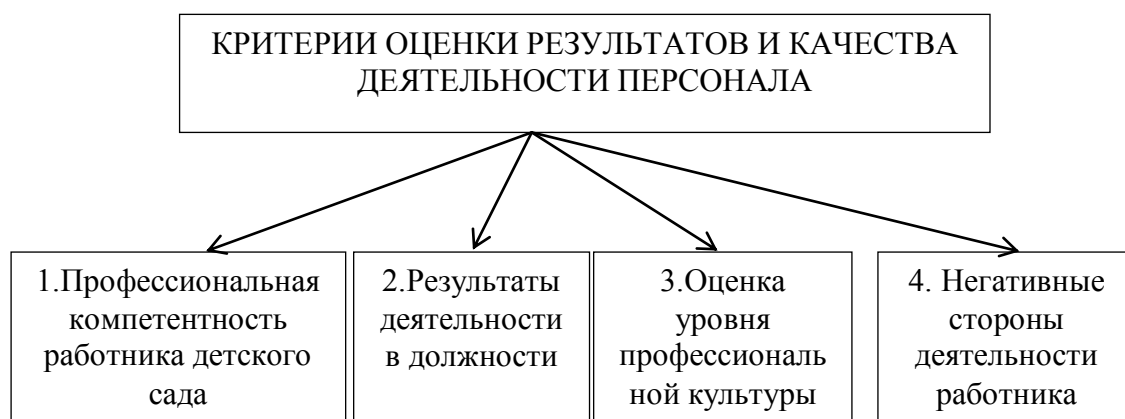 КРИТЕРИИ ОЦЕНКИ РЕЗУЛЬТАТОВ И КАЧЕСТВА
ДЕЯТЕЛЬНОСТИ ПЕРСОНАЛА
1.Профессиональная
компетентность
работника детского
сада
2.Результаты
деятельности
в должности
3.Оценка
уровня
профессиональ
ной культуры
4. Негативные
стороны
деятельности
работника